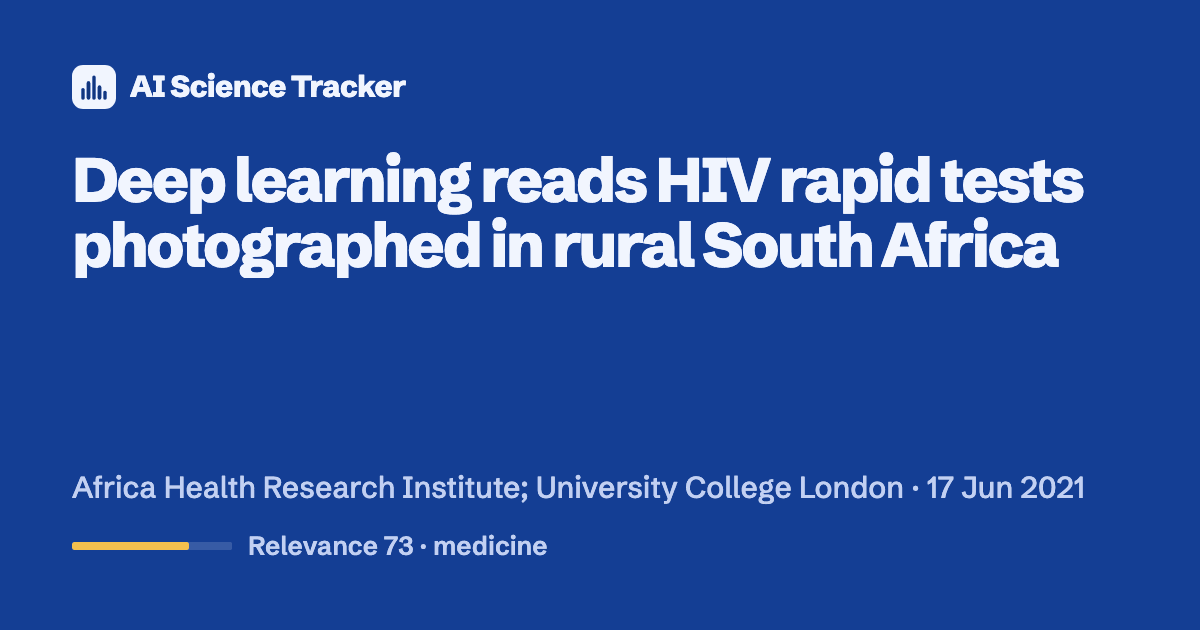 AI Science Tracker
Deep learning reads HIV rapid tests
photographed in rural South Africa
Africa Health Research Institute; University College London · 17 Jun 2021
Relevance 73 · medicine